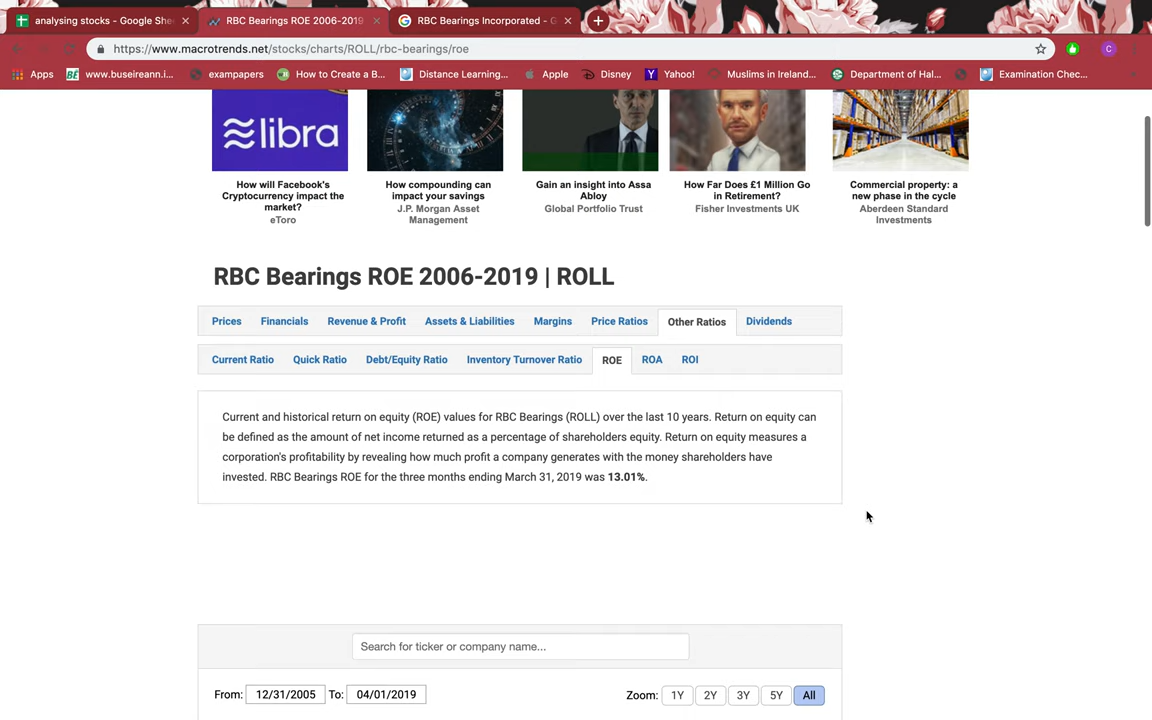 analysing stocks - Google She
RBC Bearings ROE 2006-2019
RBC Bearings Incorporated - G
https://www.macrotrends.net/stocks/charts/ROLL/rbc-bearings/roe
C
Apps
BÉ www.buseireann.i...
exampapers
How to Create a B...
Distance Learning...
Apple
Disney
Yahoo!
Muslims in Ireland...
Department of Hal...
Examination Chec...
libra
How will Facebook's
Cryptocurrency impact the
market?
eToro
How compounding can
impact your savings
J.P. Morgan Asset
Management
Gain an insight into Assa
Abloy
Global Portfolio Trust
How Far Does £1 Million Go
in Retirement?
Fisher Investments UK
Commercial property: a
new phase in the cycle
Aberdeen Standard
Investments
RBC Bearings ROE 2006-2019 | ROLL
Prices Financials Revenue & Profit Assets & Liabilities Margins Price Ratios Other Ratios Dividends
Current Ratio Quick Ratio Debt/Equity Ratio Inventory Turnover Ratio ROE ROA ROI
Current and historical return on equity (ROE) values for RBC Bearings (ROLL) over the last 10 years. Return on equity can
be defined as the amount of net income returned as a percentage of shareholders equity. Return on equity measures a
corporation's profitability by revealing how much profit a company generates with the money shareholders have
invested. RBC Bearings ROE for the three months ending March 31, 2019 was 13.01%.
Search for ticker or company name...
From: 12/31/2005 To: 04/01/2019 Zoom: 1Y 2Y 3Y 5Y All